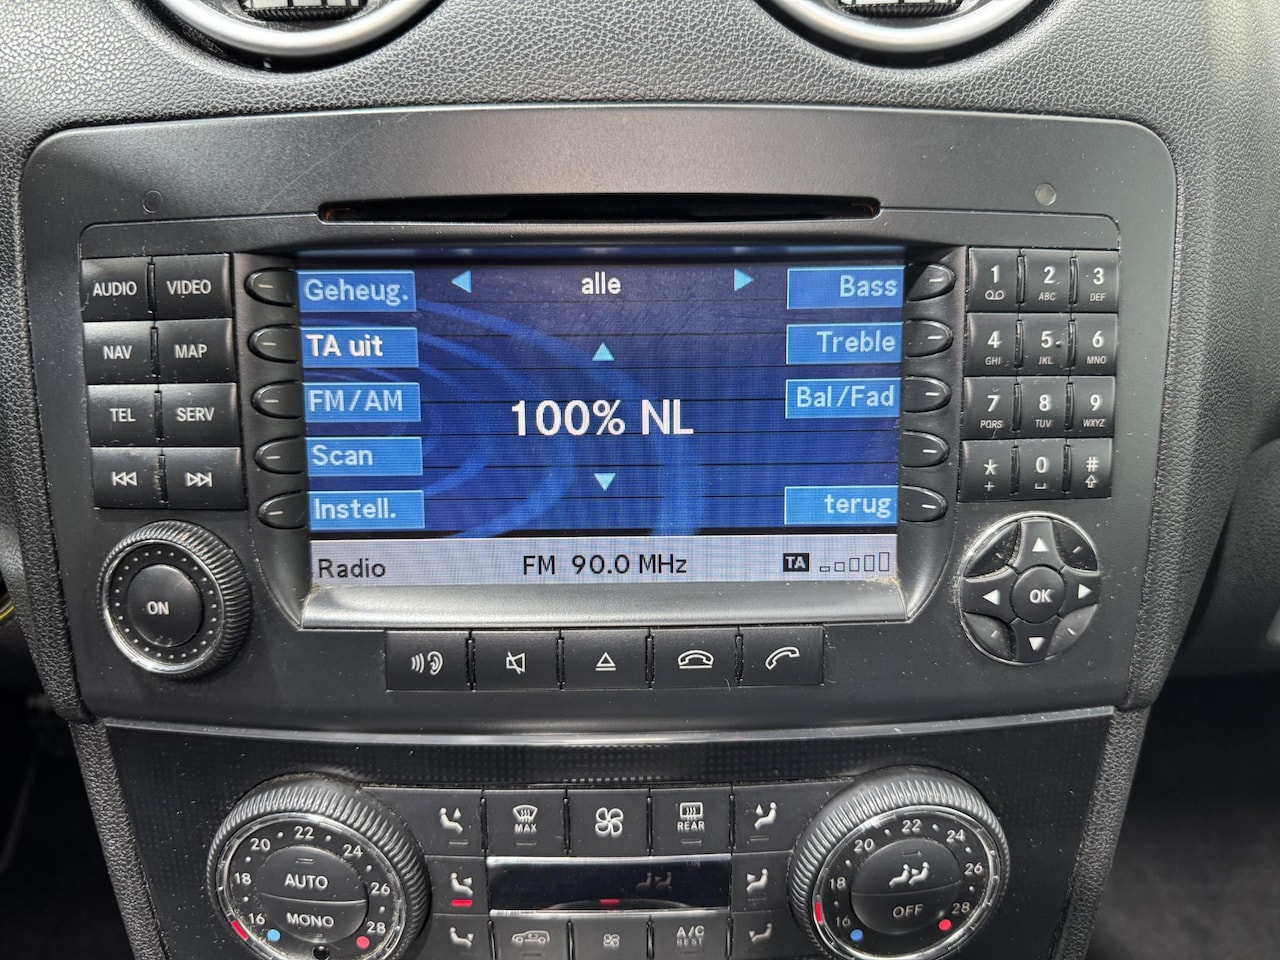 AUDIO VIDEO
NAV MAP
TEL SERV
Geheug.
TA uit
FM/AM
Scan
Instell.
alle
100% NL
Bass
Treble
Bal/Fad
terug
Radio FM 90.0 MHz TA
1 2 ABC 3 DEF
4 GHI 5 JKL 6 MNO
7 PQRS 8 TUV 9 WXYZ
* + 0 #
ON
OK
MAX
REAR
16 18 20 22 24 26 28
AUTO
MONO
A/C
REST
16 18 20 22 24 26 28
OFF